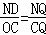 ND/OC = NQ/CQ